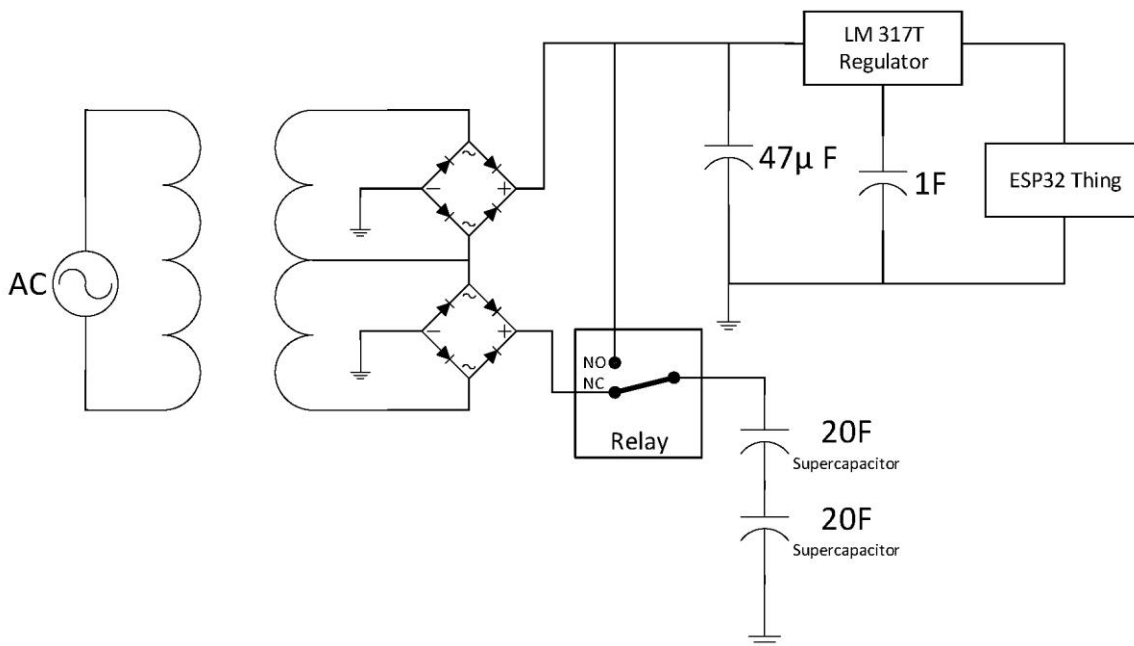 LM 317T
Regulator
47µ F
1F
ESP32 Thing
AC
~
–
+
~
~
–
+
~
NO
NC
Relay
20F
Supercapacitor
20F
Supercapacitor